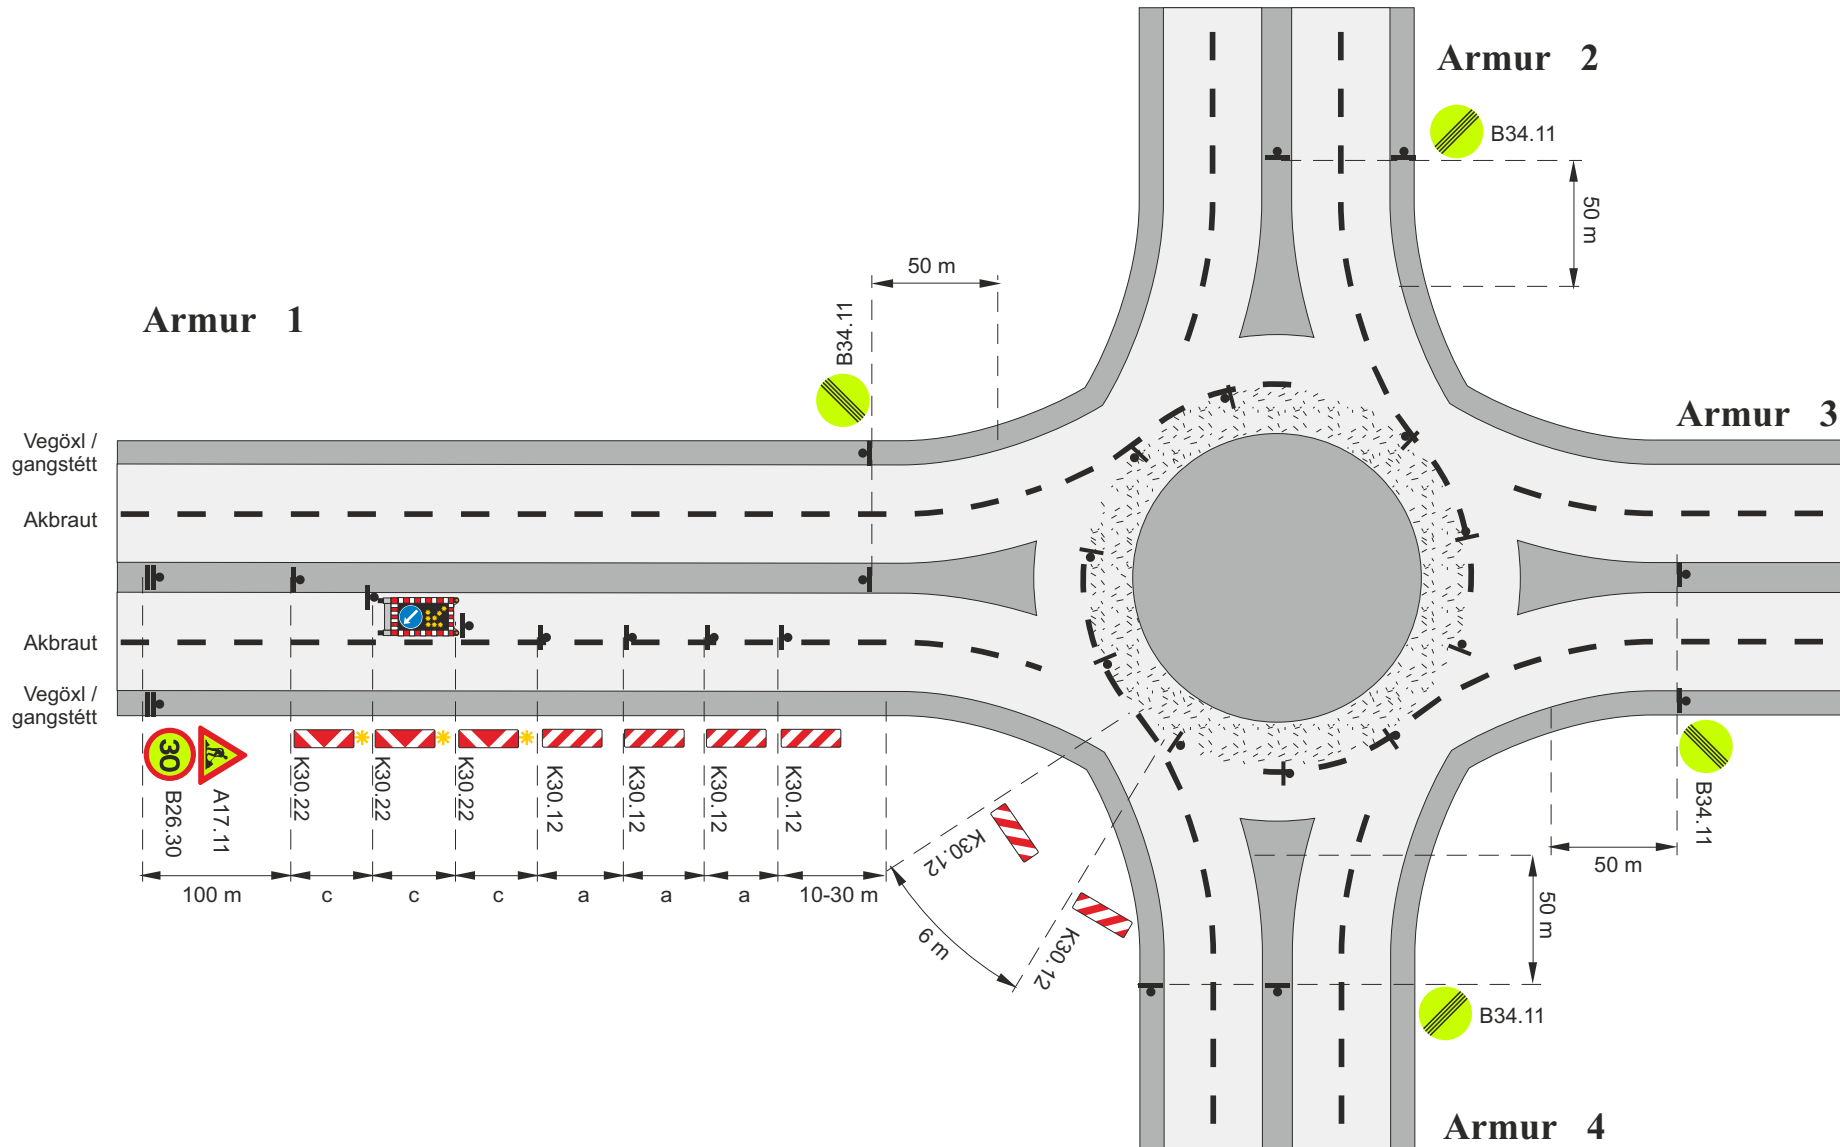 Armur 2
B34.11
50 m
50 m
Armur 1
B34.11
Armur 3
Vegöxl /
gangstétt
Akbraut
Akbraut
Vegöxl /
gangstétt
30
B26.30
A17.11
K30.22
K30.22
K30.22
K30.12
K30.12
K30.12
K30.12
100 m
c
c
c
a
a
a
10-30 m
K30.12
K30.12
6 m
B34.11
50 m
50 m
B34.11
Armur 4